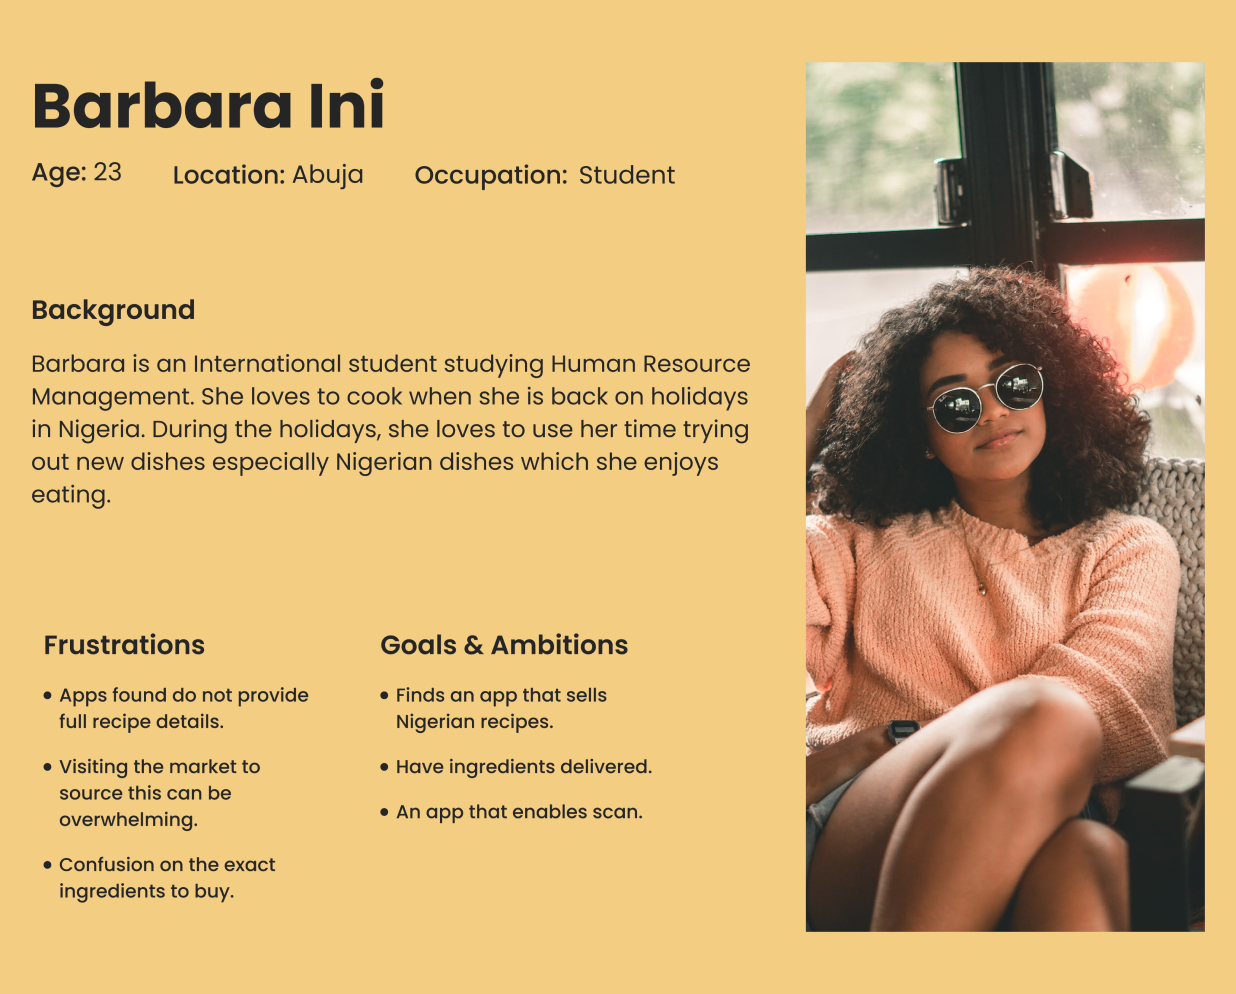 Barbara Ini
Age: 23 Location: Abuja Occupation: Student
Background
Barbara is an International student studying Human Resource
Management. She loves to cook when she is back on holidays
in Nigeria. During the holidays, she loves to use her time trying
out new dishes especially Nigerian dishes which she enjoys
eating.
Frustrations
• Apps found do not provide
full recipe details.
• Visiting the market to
source this can be
overwhelming.
• Confusion on the exact
ingredients to buy.
Goals & Ambitions
• Finds an app that sells
Nigerian recipes.
• Have ingredients delivered.
• An app that enables scan.